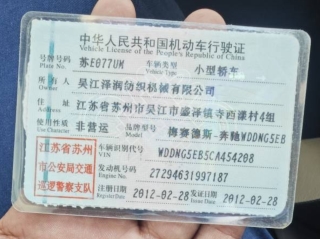 中华人民共和国机动车行驶证
Vehicle License of the People's Republic of China
号牌号码 苏E077UM 车辆类型 小型轿车
Plate No. Vehicle Type
所有人 吴江泽润纺织机械有限公司
Owner
住址 江苏省苏州市吴江市盛泽镇寺西漾村4组
Address
使用性质 非营运 品牌型号 梅赛德斯-奔驰WDDNG5EB
Use Character Model
江苏省苏州
市公安局交通
巡逻警察支队
车辆识别代号 WDDNG5EB5CA454208
VIN
发动机号码 27294631997187
Engine No.
注册日期 2012-02-28 发证日期 2012-02-28
Register Date Issue Date